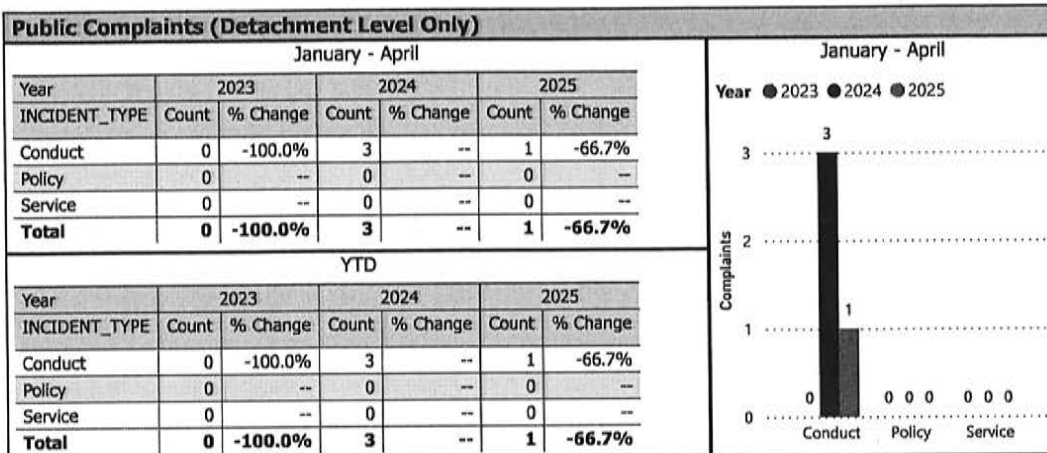 Public Complaints (Detachment Level Only)
January - April
Year 2023 2024 2025
INCIDENT_TYPE Count % Change Count % Change Count % Change
Conduct 0 -100.0% 3 -- 1 -66.7%
Policy 0 -- 0 -- 0 --
Service 0 -- 0 -- 0 --
Total 0 -100.0% 3 -- 1 -66.7%
YTD
Year 2023 2024 2025
INCIDENT_TYPE Count % Change Count % Change Count % Change
Conduct 0 -100.0% 3 -- 1 -66.7%
Policy 0 -- 0 -- 0 --
Service 0 -- 0 -- 0 --
Total 0 -100.0% 3 -- 1 -66.7%
January - April
Year 2023 2024 2025
Complaints
3
2
1
0
0 3 1
0 0 0
0 0 0
Conduct Policy Service